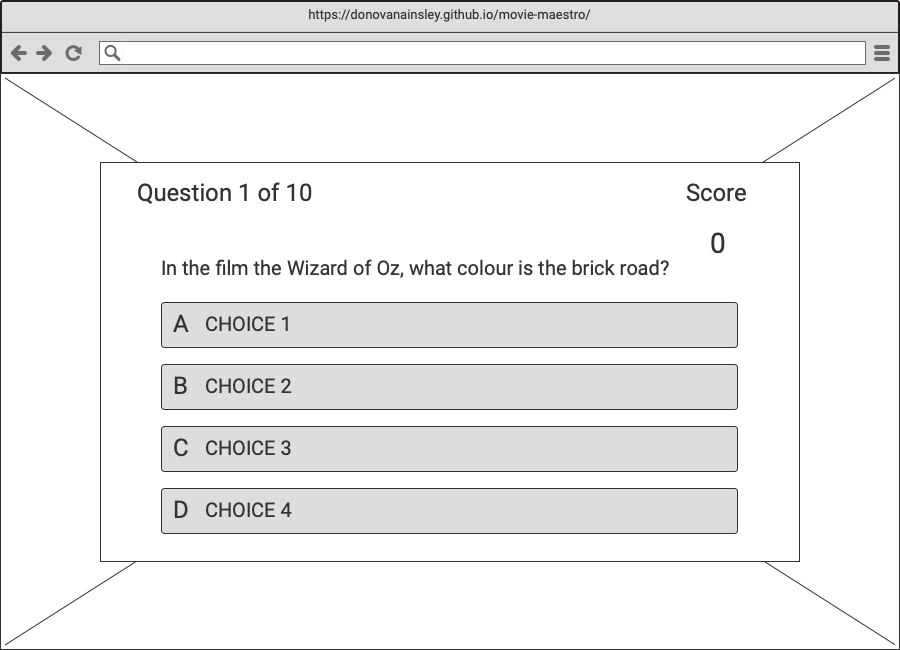 https://donovanainsley.github.io/movie-maestro/
Question 1 of 10
Score
0
In the film the Wizard of Oz, what colour is the brick road?
A CHOICE 1
B CHOICE 2
C CHOICE 3
D CHOICE 4